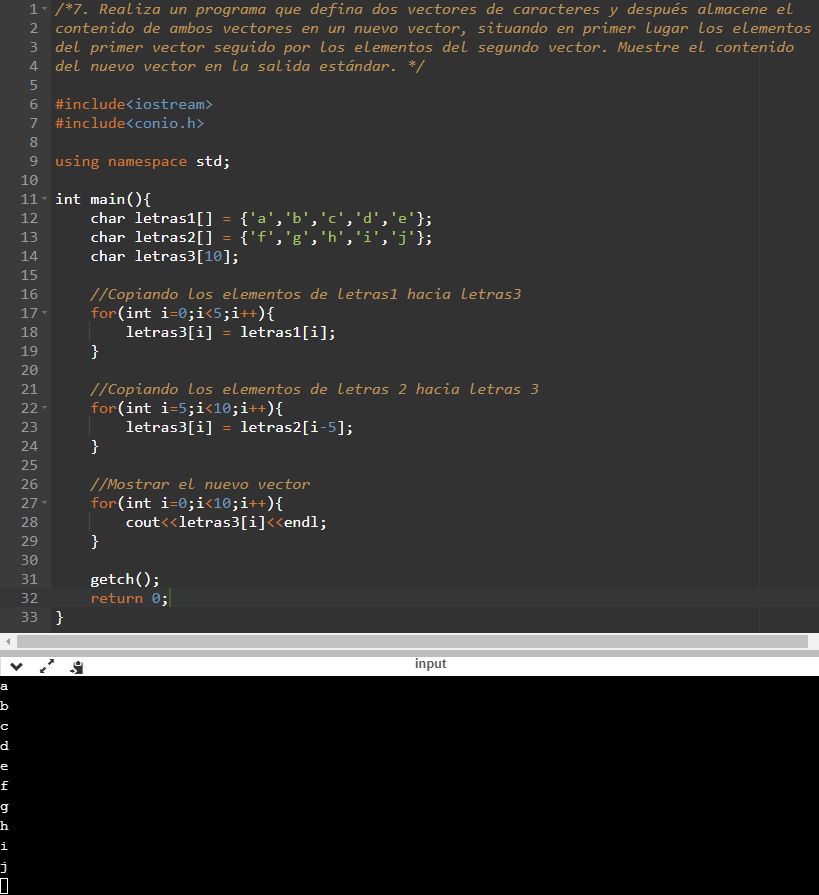 1 /*7. Realiza un programa que defina dos vectores de caracteres y después almacene el
2 contenido de ambos vectores en un nuevo vector, situando en primer lugar los elementos
3 del primer vector seguido por los elementos del segundo vector. Muestre el contenido
4 del nuevo vector en la salida estándar. */
5
6 #include<iostream>
7 #include<conio.h>
8
9 using namespace std;
10
11 int main(){
12     char letras1[] = {'a','b','c','d','e'};
13     char letras2[] = {'f','g','h','i','j'};
14     char letras3[10];
15
16     //Copiando los elementos de letras1 hacia letras3
17     for(int i=0;i<5;i++){
18         letras3[i] = letras1[i];
19     }
20
21     //Copiando los elementos de letras 2 hacia letras 3
22     for(int i=5;i<10;i++){
23         letras3[i] = letras2[i-5];
24     }
25
26     //Mostrar el nuevo vector
27     for(int i=0;i<10;i++){
28         cout<<letras3[i]<<endl;
29     }
30
31     getch();
32     return 0;
33 }
input
a
b
c
d
e
f
g
h
i
j